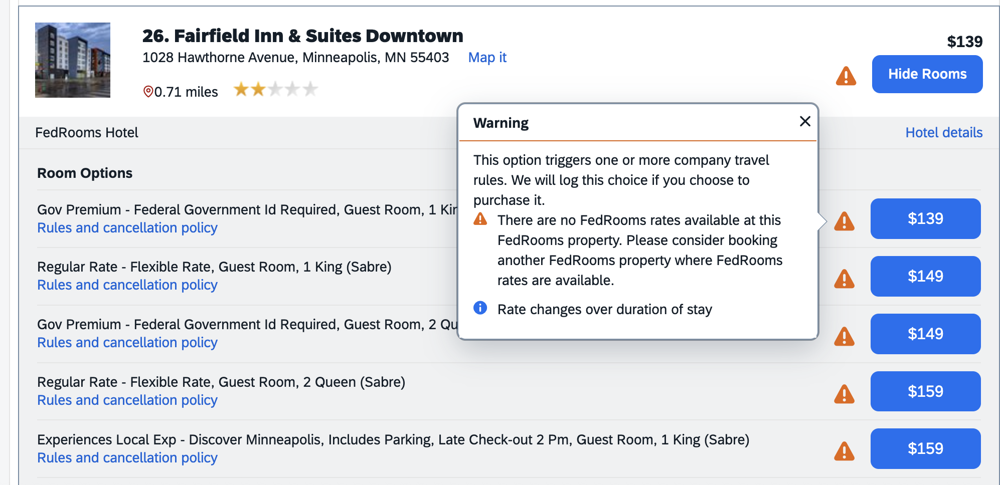 26. Fairfield Inn & Suites Downtown
1028 Hawthorne Avenue, Minneapolis, MN 55403 Map it
0.71 miles
$139
Hide Rooms
FedRooms Hotel
Hotel details
Room Options
Gov Premium - Federal Government Id Required, Guest Room, 1
Rules and cancellation policy
$139
Regular Rate - Flexible Rate, Guest Room, 1 King (Sabre)
Rules and cancellation policy
$149
Gov Premium - Federal Government Id Required, Guest Room, 2
Rules and cancellation policy
$149
Regular Rate - Flexible Rate, Guest Room, 2 Queen (Sabre)
Rules and cancellation policy
$159
Experiences Local Exp - Discover Minneapolis, Includes Parking, Late Check-out 2 Pm, Guest Room, 1 King (Sabre)
Rules and cancellation policy
$159
Warning
This option triggers one or more company travel
rules. We will log this choice if you choose to
purchase it.
There are no FedRooms rates available at this
FedRooms property. Please consider booking
another FedRooms property where FedRooms
rates are available.
Rate changes over duration of stay